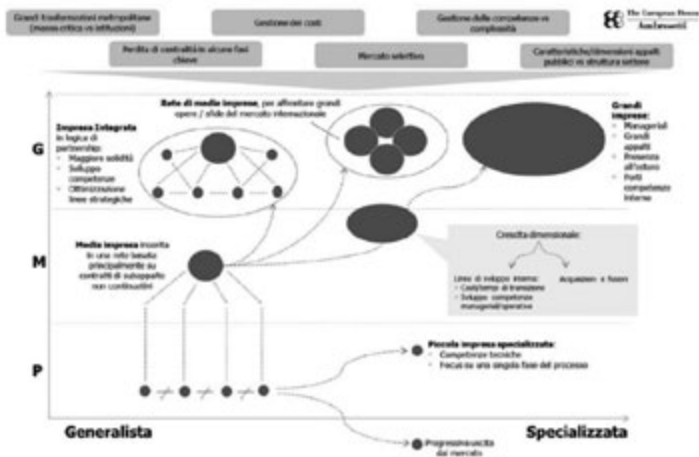 Grandi trasformazioni metropolitane
(massa critica vs istituzioni)
Gestione dei costi
Gestione delle competenze vs
complessità
The European House
Ambrosetti
Perdita di centralità in alcune fasi
chiave
Mercato selettivo
Caratteristiche/dimensioni appalti
pubblici vs struttura settore
Rete di medie imprese, per affrontare grandi
opere / sfide del mercato internazionale
Impresa Integrata
in logica di
partnership:
• Maggiore solidità
• Sviluppo
competenze
• Ottimizzazione
linee strategiche
Grandi
imprese:
• Manageriali
• Grandi
appalti
• Presenza
all'estero
• Forti
competenze
interne
G
Media impresa inserita
in una rete basata
principalmente su
contratti di subappalto
non continuativi
M
Crescita dimensionale:
Linea di sviluppo interna:
• Costi/tempi di transizione
• Sviluppo competenze
manageriali/operative
Acquisizioni e fusioni
Piccola impresa specializzata:
• Competenze tecniche
• Focus su una singola fase del processo
P
Progressiva uscita
dal mercato
Generalista
Specializzata